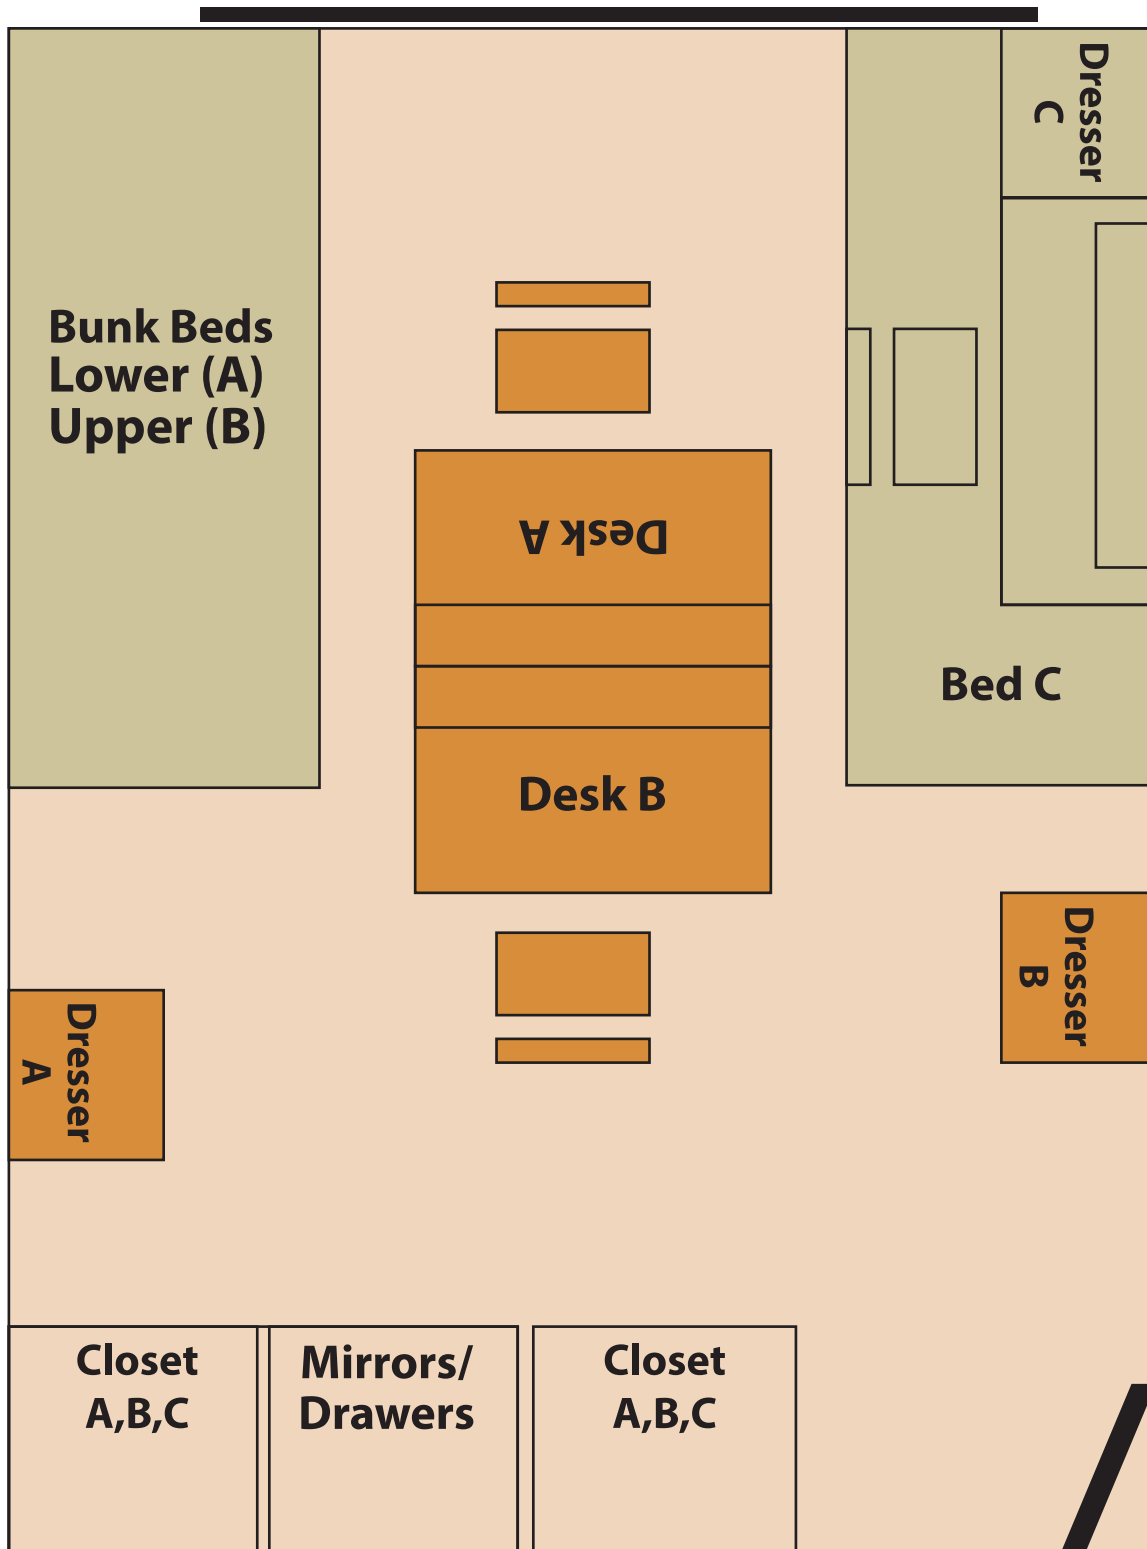 Dresser
C
Bunk Beds
Lower (A)
Upper (B)
Desk A
Bed C
Desk B
Dresser
B
Dresser
A
Closet
A,B,C
Mirrors/
Drawers
Closet
A,B,C